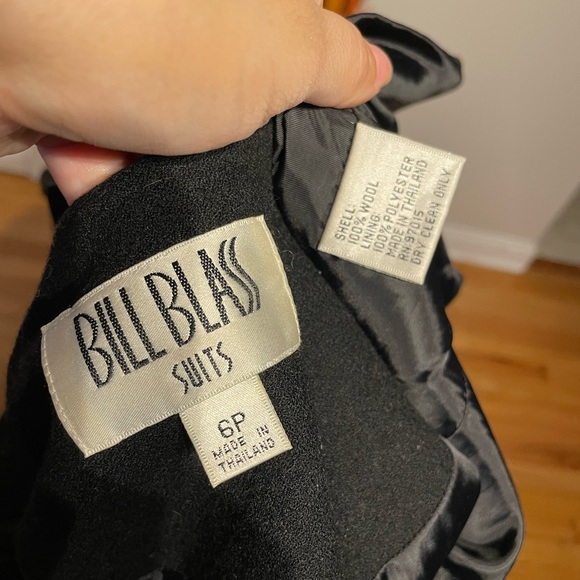 BILL BLASS
SUITS
6P
MADE IN
THAILAND
SHELL:
100% WOOL
LINING:
100% POLYESTER
MADE IN THAILAND
RN:97015
DRY CLEAN ONLY